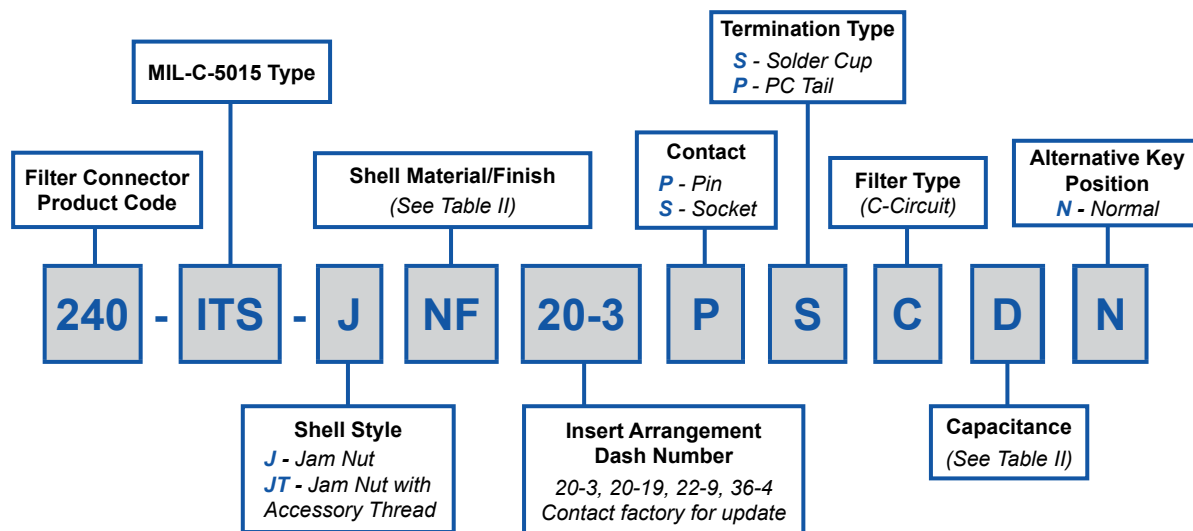 Termination Type
S - Solder Cup
P - PC Tail
MIL-C-5015 Type
Contact
P - Pin
S - Socket
Alternative Key
Position
N - Normal
Filter Connector
Product Code
Shell Material/Finish
(See Table II)
Filter Type
(C-Circuit)
240 - ITS - J NF 20-3 P S C D N
Shell Style
J - Jam Nut
JT - Jam Nut with
Accessory Thread
Insert Arrangement
Dash Number
20-3, 20-19, 22-9, 36-4
Contact factory for update
Capacitance
(See Table II)